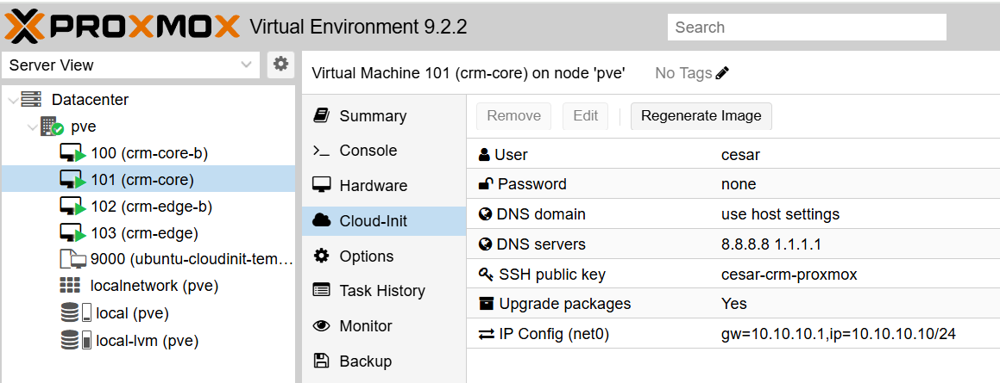 PROXMOX Virtual Environment 9.2.2 Search
Server View
Datacenter
pve
100 (crm-core-b)
101 (crm-core)
102 (crm-edge-b)
103 (crm-edge)
9000 (ubuntu-cloudinit-tem…
localnetwork (pve)
local (pve)
local-lvm (pve)
Virtual Machine 101 (crm-core) on node 'pve' No Tags
Summary
Console
Hardware
Cloud-Init
Options
Task History
Monitor
Backup
Remove Edit Regenerate Image
User cesar
Password none
DNS domain use host settings
DNS servers 8.8.8.8 1.1.1.1
SSH public key cesar-crm-proxmox
Upgrade packages Yes
IP Config (net0) gw=10.10.10.1,ip=10.10.10.10/24